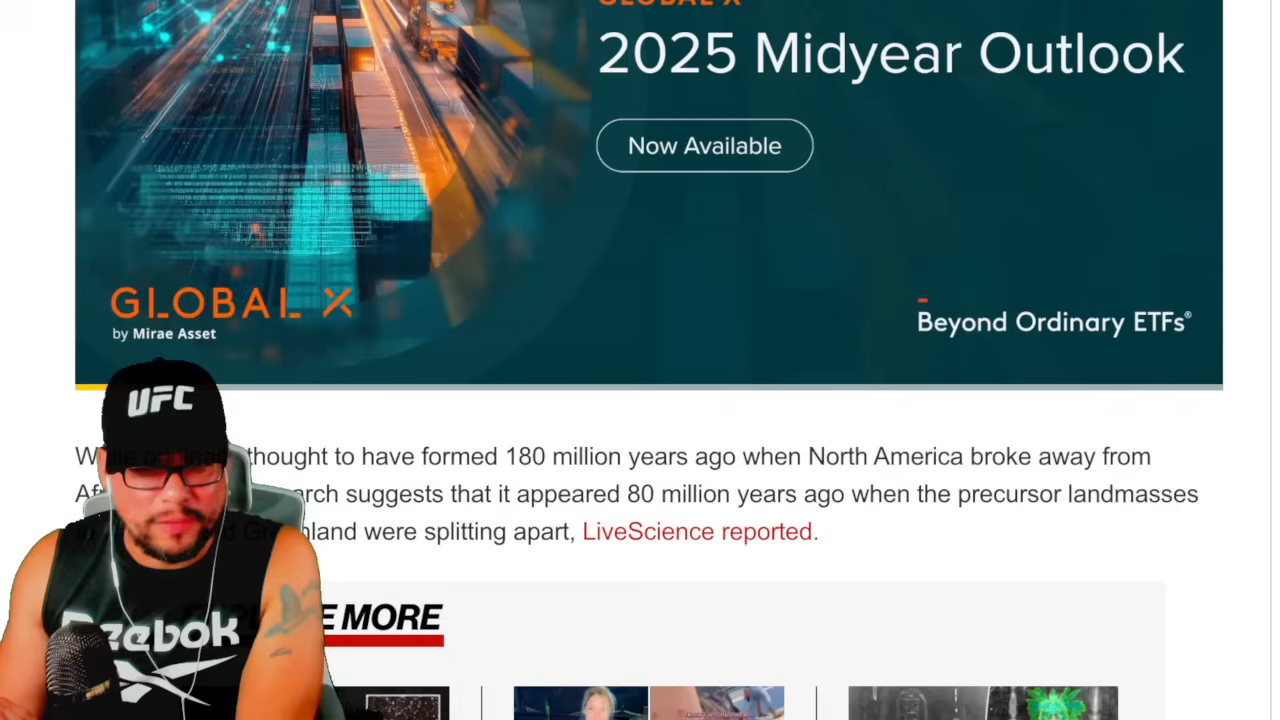 2025 Midyear Outlook
Now Available
GLOBAL X
by Mirae Asset
Beyond Ordinary ETFs®
UFC
thought to have formed 180 million years ago when North America broke away from
suggests that it appeared 80 million years ago when the precursor landmasses
were splitting apart, LiveScience reported.
MORE
Reebok